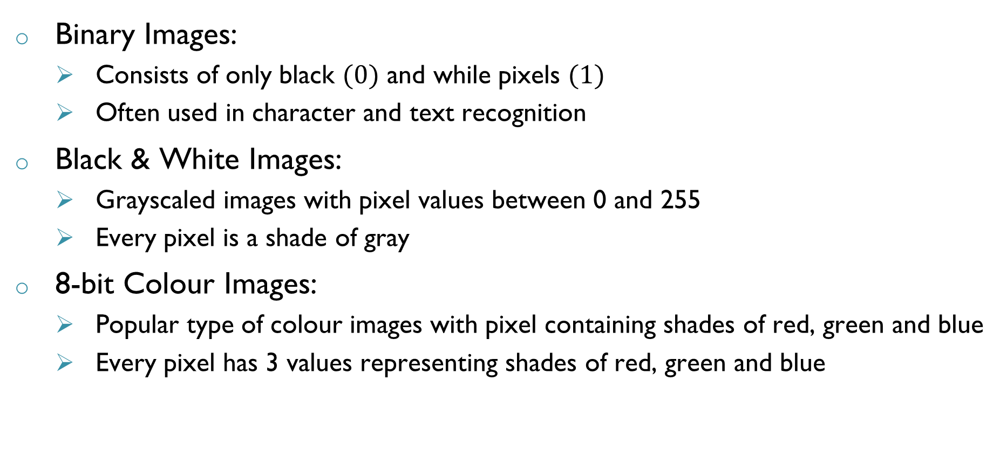 Binary Images:
Consists of only black (0) and while pixels (1)
Often used in character and text recognition
Black & White Images:
Grayscaled images with pixel values between 0 and 255
Every pixel is a shade of gray
8-bit Colour Images:
Popular type of colour images with pixel containing shades of red, green and blue
Every pixel has 3 values representing shades of red, green and blue